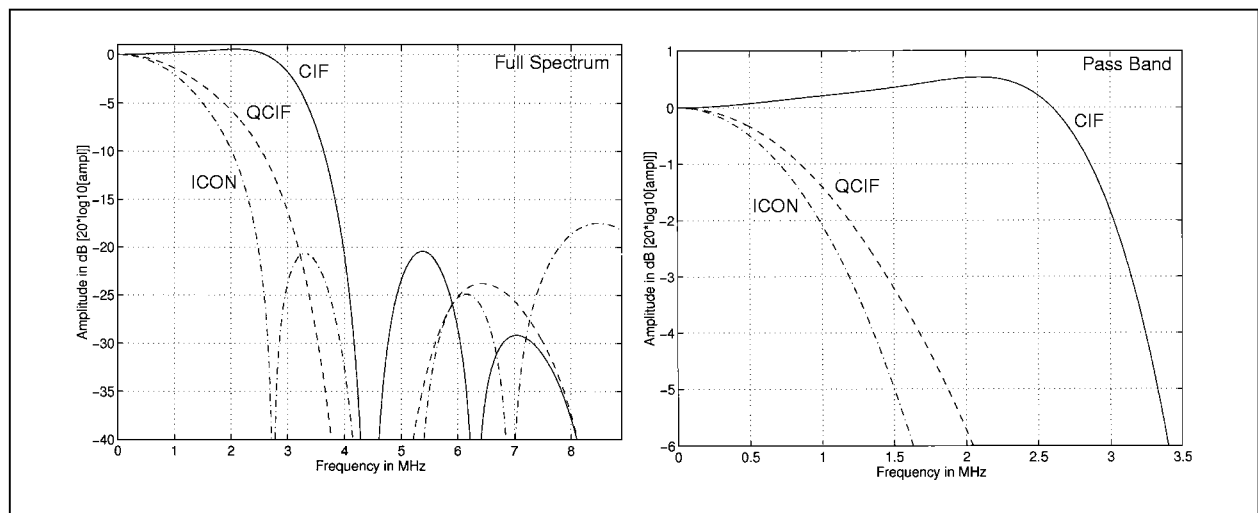 Full Spectrum
CIF
QCIF
ICON
Amplitude in dB [20*log10[ampl]]
0
-5
-10
-15
-20
-25
-30
-35
-40
0 1 2 3 4 5 6 7 8
Frequency in MHz
Pass Band
CIF
QCIF
ICON
Amplitude in dB [20*log10[ampl]]
1
0
-1
-2
-3
-4
-5
-6
0 0.5 1 1.5 2 2.5 3 3.5
Frequency in MHz